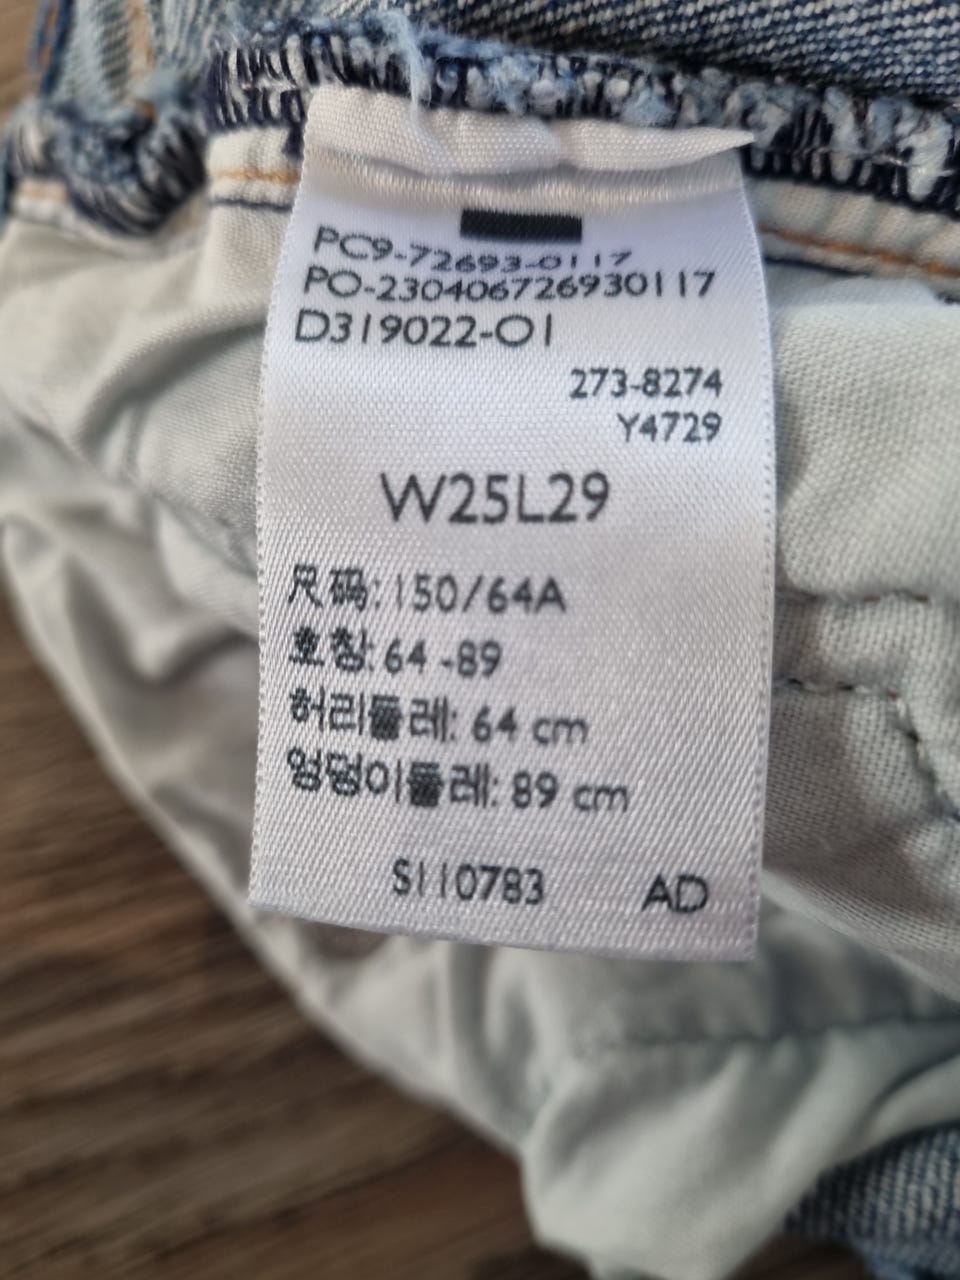 PC9-72693-0117
PO-230406726930117
D319022-01
273-8274
Y4729
W25L29
尺码: 150/64A
호칭: 64 -89
허리둘레: 64 cm
엉덩이둘레: 89 cm
S110783 AD